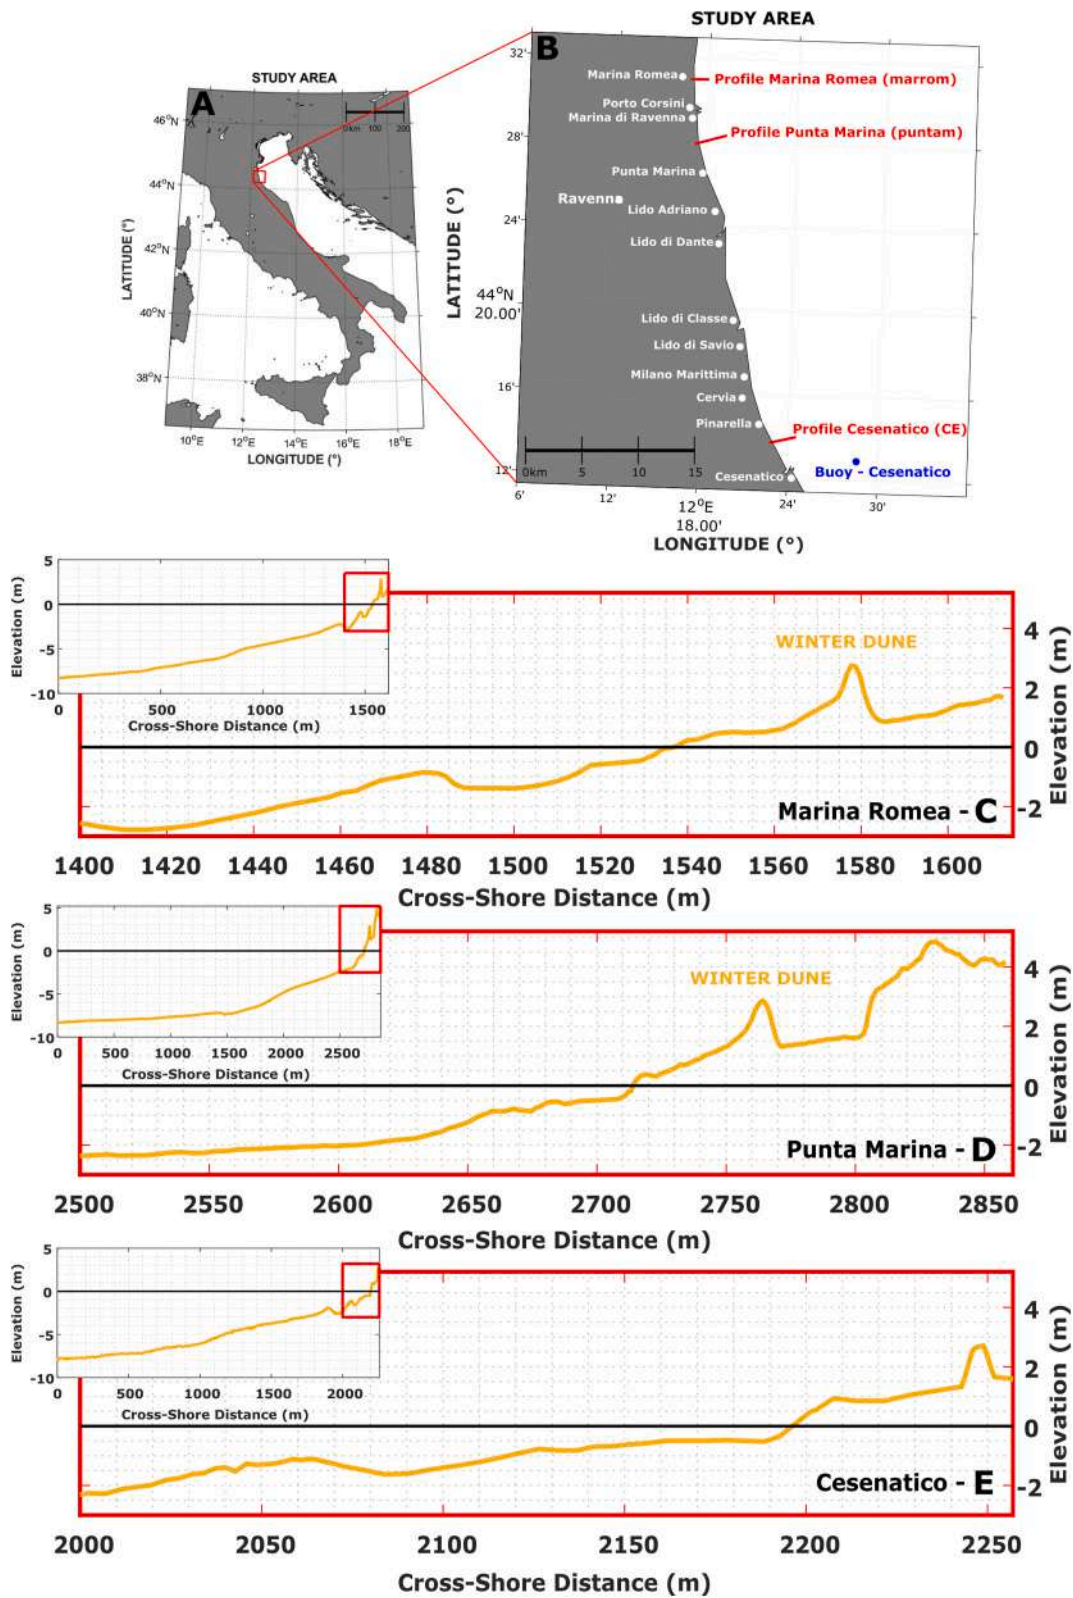 STUDY AREA
A
0km 100 200
46°N
44°N
42°N
40°N
38°N
LATITUDE (°)
10°E 12°E 14°E 16°E 18°E
LONGITUDE (°)
STUDY AREA
B
32'
28'
24'
44°N
20.00'
16'
12'
LATITUDE (°)
Marina Romea
Profile Marina Romea (marrom)
Porto Corsini
Marina di Ravenna
Profile Punta Marina (puntam)
Punta Marina
Ravenna
Lido Adriano
Lido di Dante
Lido di Classe
Lido di Savio
Milano Marittima
Cervia
Pinarella
Profile Cesenatico (CE)
0km 5 10 15
Buoy - Cesenatico
Cesenatico
6' 12' 12°E 24' 30'
18.00'
LONGITUDE (°)
5
0
-5
-10
Elevation (m)
0 500 1000 1500
Cross-Shore Distance (m)
WINTER DUNE
4
2
0
-2
Elevation (m)
Marina Romea - C
1400 1420 1440 1460 1480 1500 1520 1540 1560 1580 1600
Cross-Shore Distance (m)
5
0
-5
-10
Elevation (m)
0 500 1000 1500 2000 2500
Cross-Shore Distance (m)
WINTER DUNE
4
2
0
-2
Elevation (m)
Punta Marina - D
2500 2550 2600 2650 2700 2750 2800 2850
Cross-Shore Distance (m)
5
0
-5
-10
Elevation (m)
0 500 1000 1500 2000
Cross-Shore Distance (m)
4
2
0
-2
Elevation (m)
Cesenatico - E
2000 2050 2100 2150 2200 2250
Cross-Shore Distance (m)